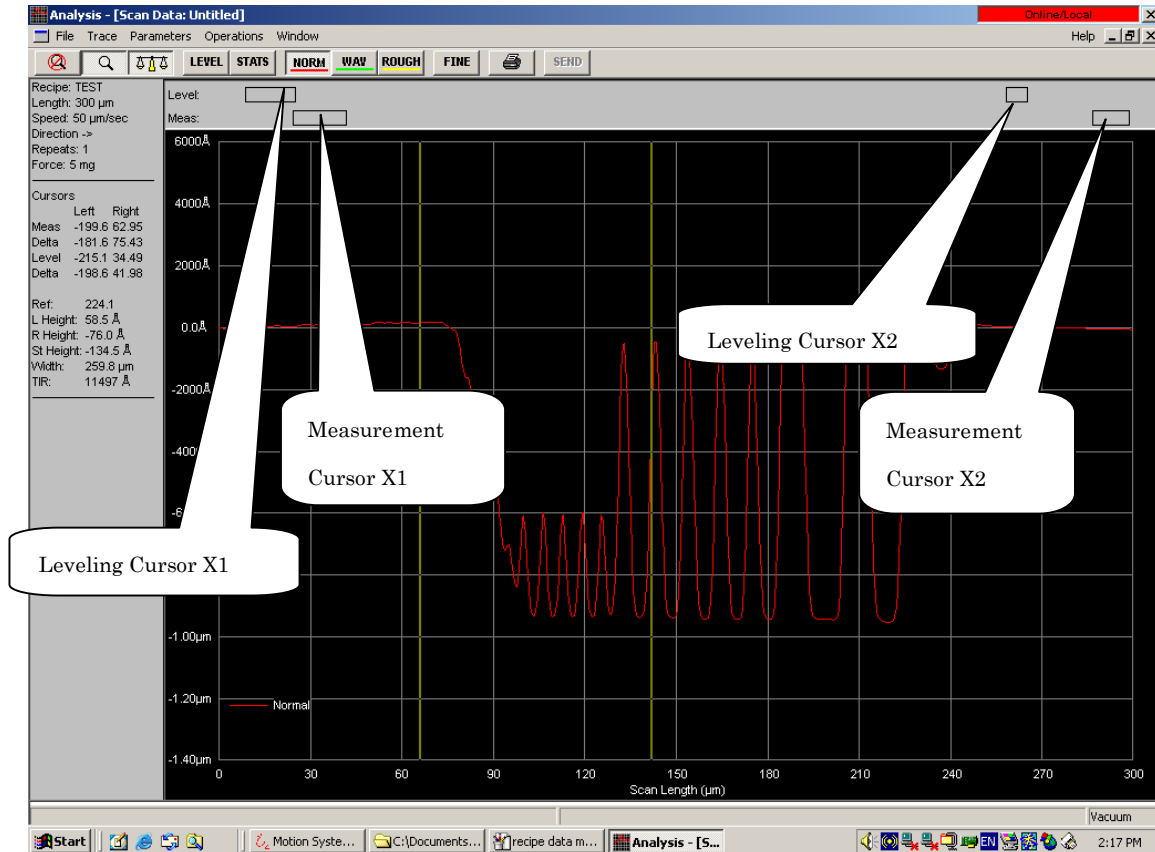 Analysis - [Scan Data: Untitled]
Online/Local
File Trace Parameters Operations Window Help
LEVEL STATS NORM WAV ROUGH FINE SEND
Recipe: TEST
Length: 300 µm
Speed: 50 µm/sec
Direction ->
Repeats: 1
Force: 5 mg
Cursors
Left Right
Meas -199.6 62.95
Delta -181.6 75.43
Level -215.1 34.49
Delta -198.6 41.98
Ref: 224.1
L Height: 58.5 Å
R Height: -76.0 Å
St Height: -134.5 Å
Width: 259.8 µm
TIR: 11497 Å
Level:
Meas:
6000Å
4000Å
2000Å
0.0Å
-2000Å
-400
-6
-1.00µm
-1.20µm
-1.40µm
Normal
Leveling Cursor X1
Measurement
Cursor X1
Leveling Cursor X2
Measurement
Cursor X2
0 30 60 90 120 150 180 210 240 270 300
Scan Length (µm)
Vacuum
Start
Motion Syste...
C:\Documents...
recipe data m...
Analysis - [S...
EN
2:17 PM